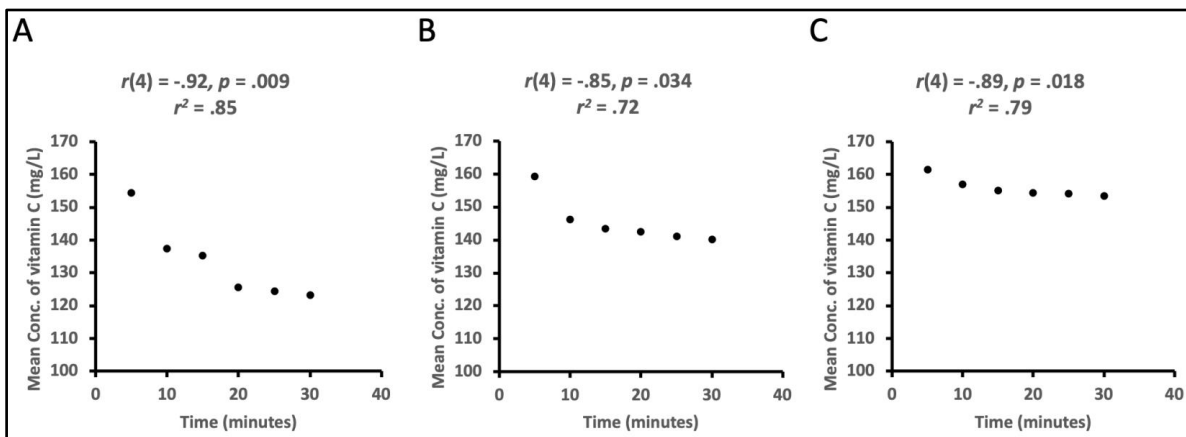 A
r(4) = -.92, p = .009
r² = .85
Mean Conc. of vitamin C (mg/L)
170
160
150
140
130
120
110
100
0
10
20
30
40
Time (minutes)
B
r(4) = -.85, p = .034
r² = .72
Mean Conc. of vitamin C (mg/L)
170
160
150
140
130
120
110
100
0
10
20
30
40
Time (minutes)
C
r(4) = -.89, p = .018
r² = .79
Mean Conc. of vitamin C (mg/L)
170
160
150
140
130
120
110
100
0
10
20
30
40
Time (minutes)